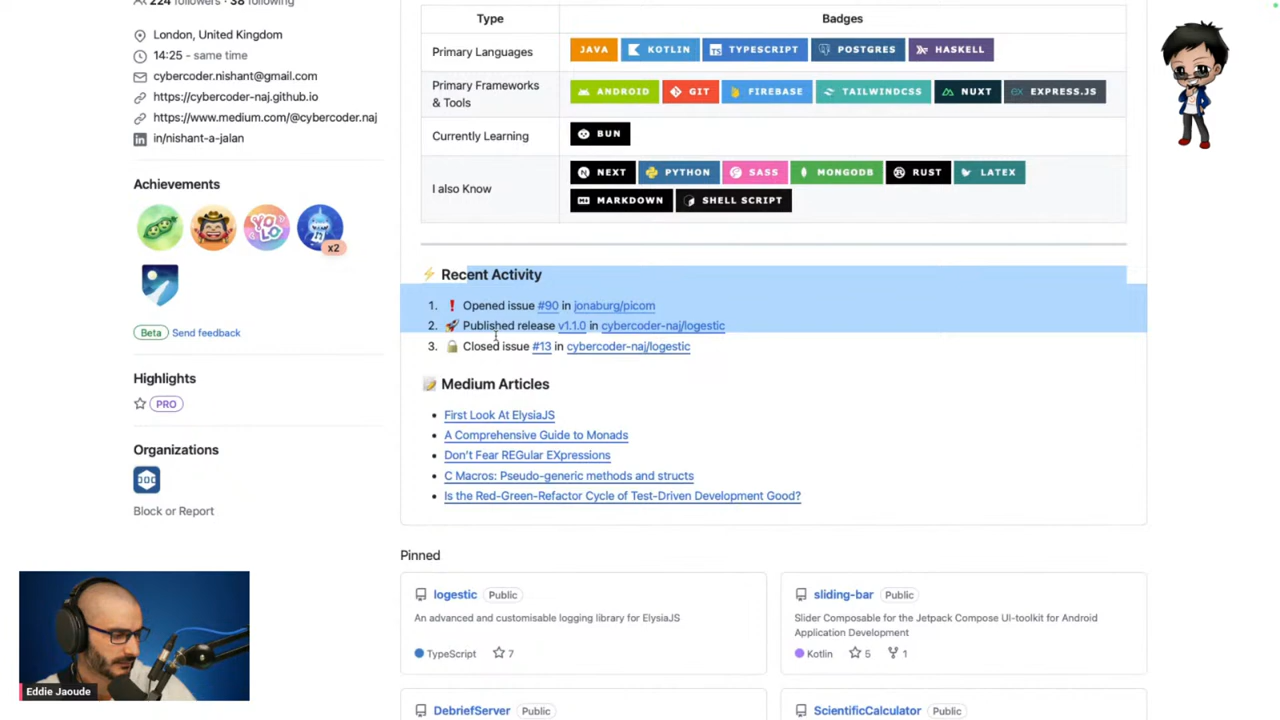 224 followers · 38 following
London, United Kingdom
14:25 - same time
cybercoder.nishant@gmail.com
https://cybercoder-naj.github.io
https://www.medium.com/@cybercoder.naj
in/nishant-a-jalan
Achievements
YOLO
x2
Beta Send feedback
Highlights
PRO
Organizations
Block or Report
Type Badges
Primary Languages JAVA KOTLIN TYPESCRIPT POSTGRES HASKELL
Primary Frameworks & Tools ANDROID GIT FIREBASE TAILWINDCSS NUXT EXPRESS.JS
Currently Learning BUN
I also Know NEXT PYTHON SASS MONGODB RUST LATEX
MARKDOWN SHELL SCRIPT
⚡ Recent Activity
1. ❗ Opened issue #90 in jonaburg/picom
2. 🚀 Published release v1.1.0 in cybercoder-naj/logestic
3. 🔒 Closed issue #13 in cybercoder-naj/logestic
📝 Medium Articles
• First Look At ElysiaJS
• A Comprehensive Guide to Monads
• Don't Fear REGular EXpressions
• C Macros: Pseudo-generic methods and structs
• Is the Red-Green-Refactor Cycle of Test-Driven Development Good?
Pinned
logestic Public
An advanced and customisable logging library for ElysiaJS
TypeScript 7
sliding-bar Public
Slider Composable for the Jetpack Compose UI-toolkit for Android
Application Development
Kotlin 5 1
DebriefServer Public
ScientificCalculator Public
Eddie Jaoude